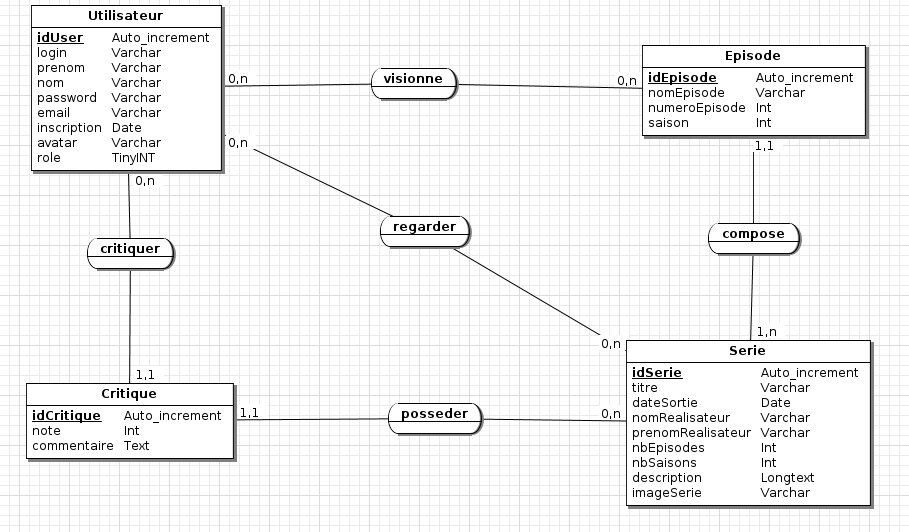 Utilisateur
idUser Auto_increment
login Varchar
prenom Varchar
nom Varchar
password Varchar
email Varchar
inscription Date
avatar Varchar
role TinyINT
0,n
visionne
0,n
Episode
idEpisode Auto_increment
nomEpisode Varchar
numeroEpisode Int
saison Int
0,n
1,1
0,n
regarder
compose
critiquer
1,n
0,n
Serie
idSerie Auto_increment
titre Varchar
dateSortie Date
nomRealisateur Varchar
prenomRealisateur Varchar
nbEpisodes Int
nbSaisons Int
description Longtext
imageSerie Varchar
1,1
Critique
idCritique Auto_increment
note Int
commentaire Text
1,1
posseder
0,n